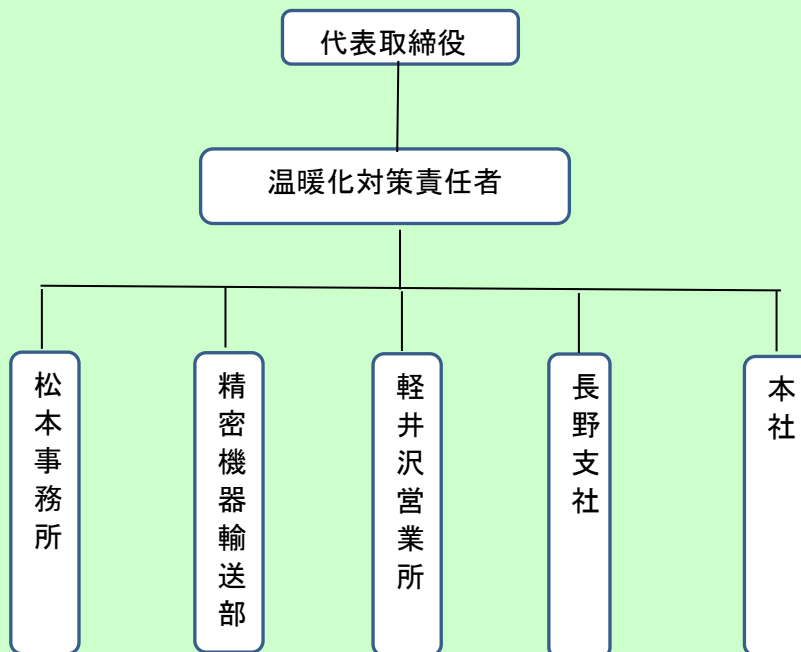 代表取締役
温暖化対策責任者
松本事務所
精密機器輸送部
軽井沢営業所
長野支社
本社